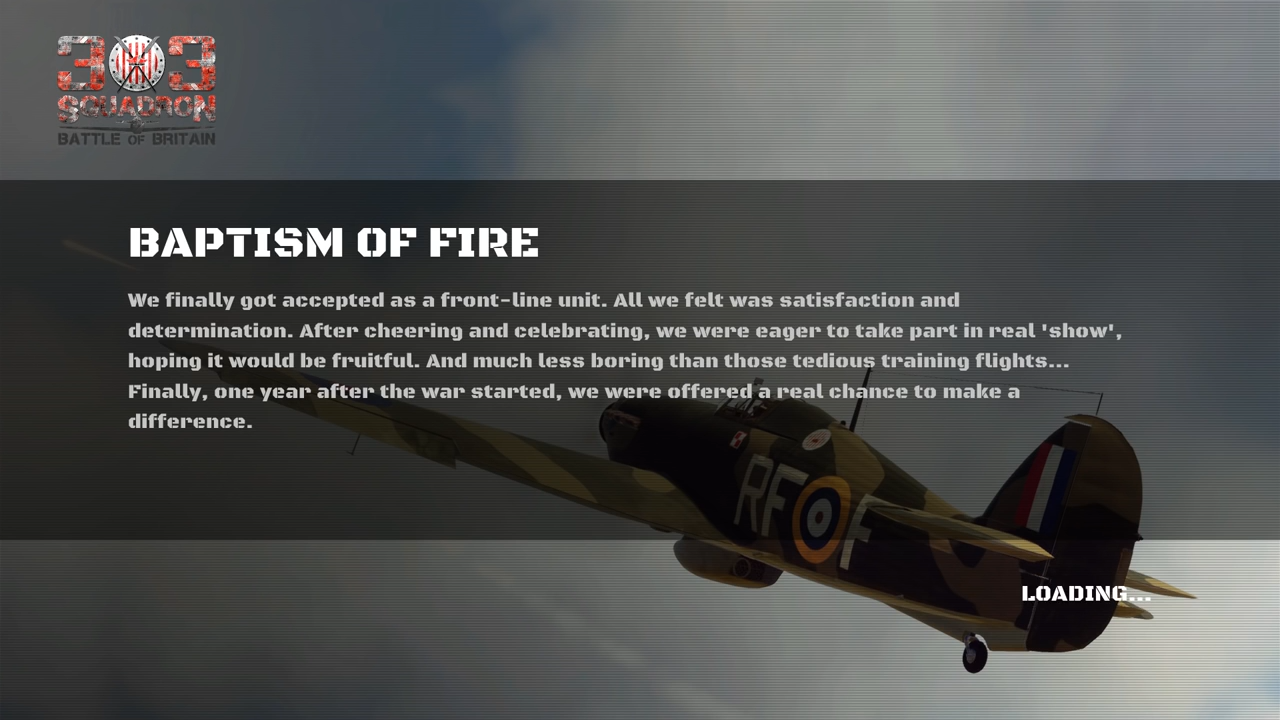 303
SQUADRON
BATTLE OF BRITAIN
BAPTISM OF FIRE
We finally got accepted as a front-line unit. All we felt was satisfaction and
determination. After cheering and celebrating, we were eager to take part in real 'show',
hoping it would be fruitful. And much less boring than those tedious training flights...
Finally, one year after the war started, we were offered a real chance to make a
difference.
RF F
LOADING...